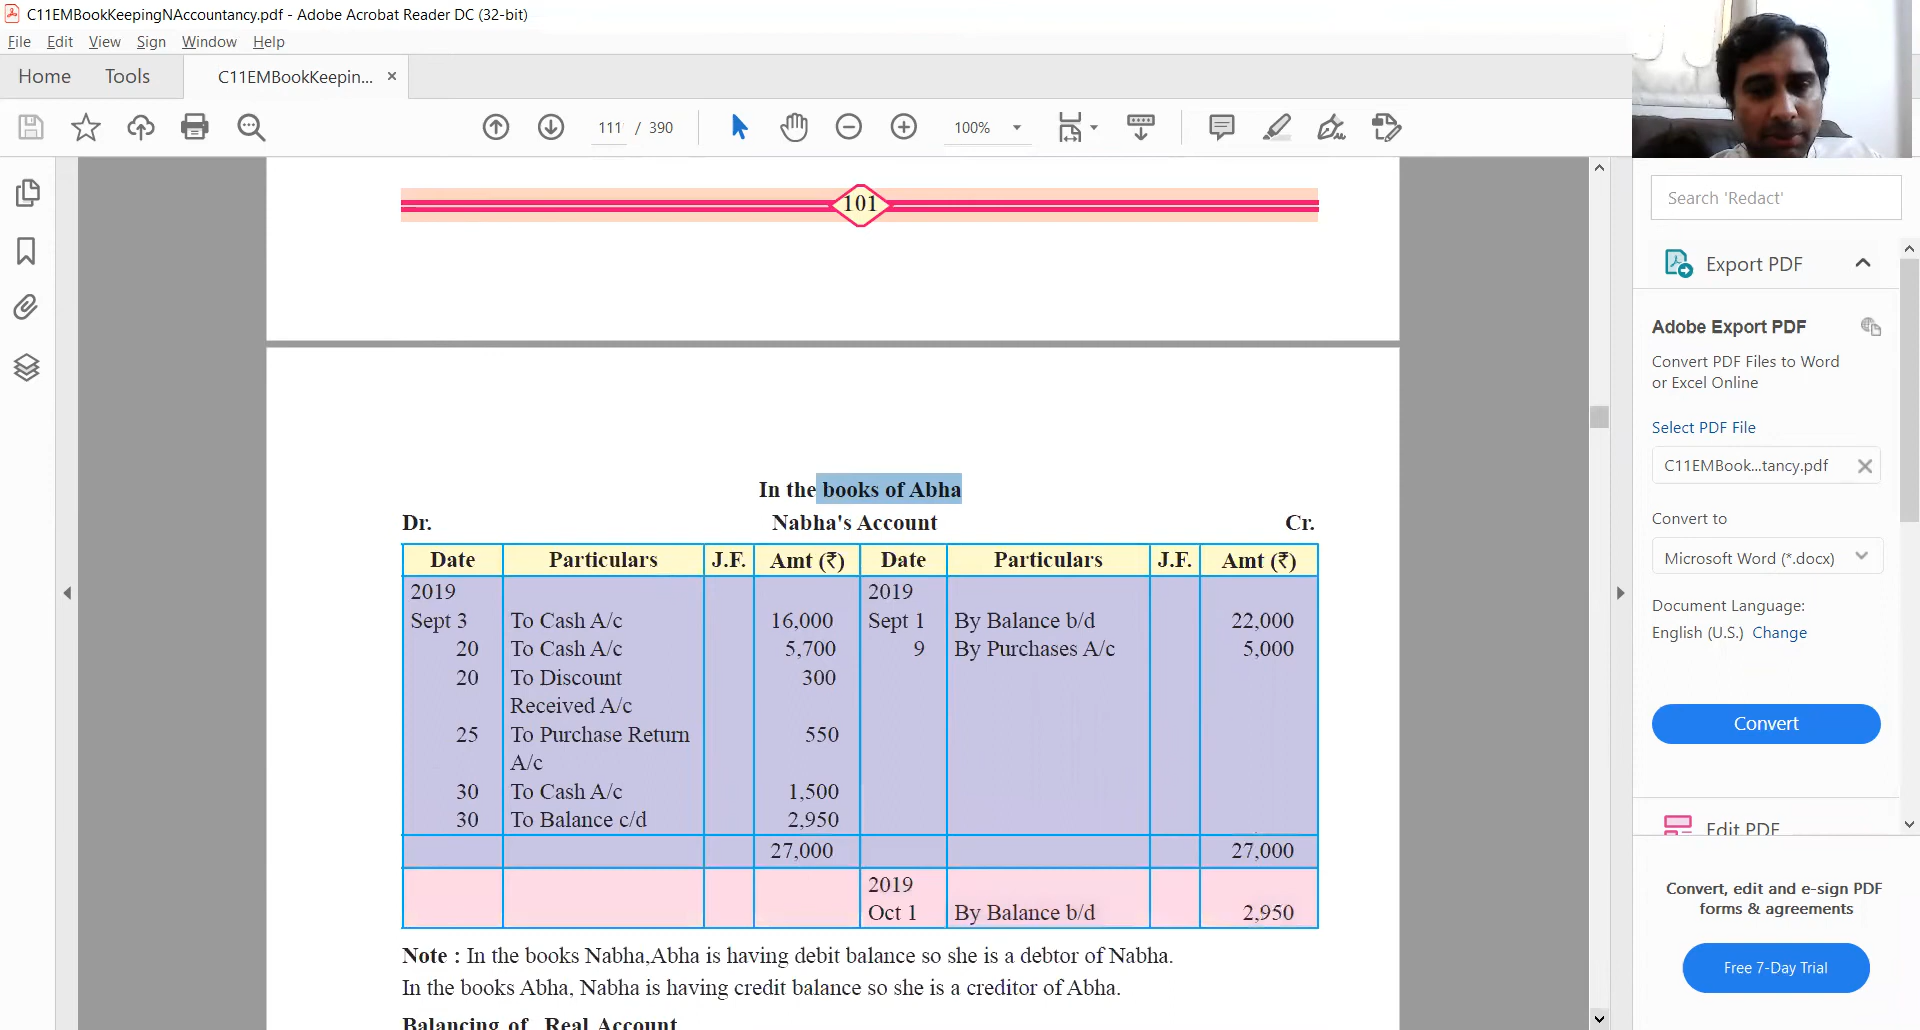 C11EMBookKeepingNAccountancy.pdf - Adobe Acrobat Reader DC (32-bit)
File Edit View Sign Window Help
Home Tools C11EMBookKeepin... ×
111 / 390 100%
Search 'Redact'
101
Export PDF
Adobe Export PDF
Convert PDF Files to Word
or Excel Online
Select PDF File
C11EMBook...tancy.pdf
Convert to
Microsoft Word (*.docx)
Document Language:
English (U.S.) Change
Convert
Edit PDF
Convert, edit and e-sign PDF
forms & agreements
Free 7-Day Trial
In the books of Abha
Dr. Nabha's Account Cr.
Date Particulars J.F. Amt (₹) Date Particulars J.F. Amt (₹)
2019 2019
Sept 3 To Cash A/c 16,000 Sept 1 By Balance b/d 22,000
20 To Cash A/c 5,700 9 By Purchases A/c 5,000
20 To Discount 300
Received A/c
25 To Purchase Return 550
A/c
30 To Cash A/c 1,500
30 To Balance c/d 2,950
27,000 27,000
2019
Oct 1 By Balance b/d 2,950
Note : In the books Nabha,Abha is having debit balance so she is a debtor of Nabha.
In the books Abha, Nabha is having credit balance so she is a creditor of Abha.
Balancing of Real Account